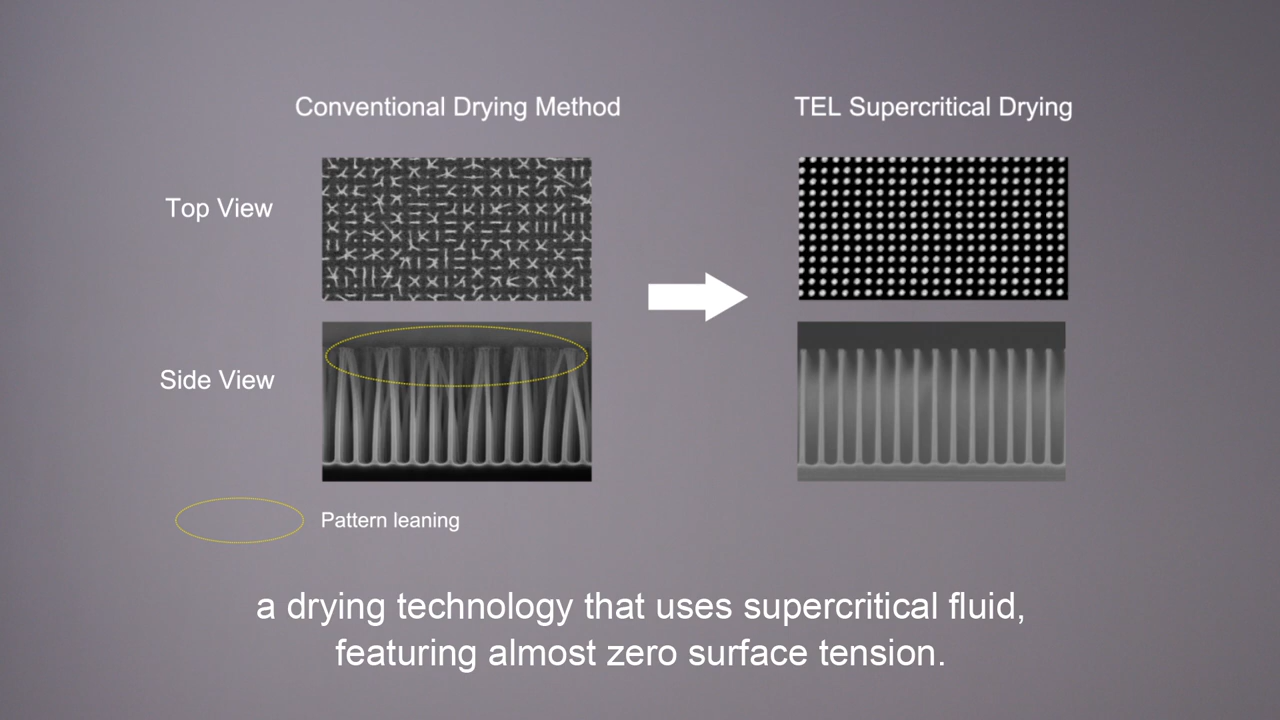 Conventional Drying Method
TEL Supercritical Drying
Top View
Side View
Pattern leaning
a drying technology that uses supercritical fluid,
featuring almost zero surface tension.